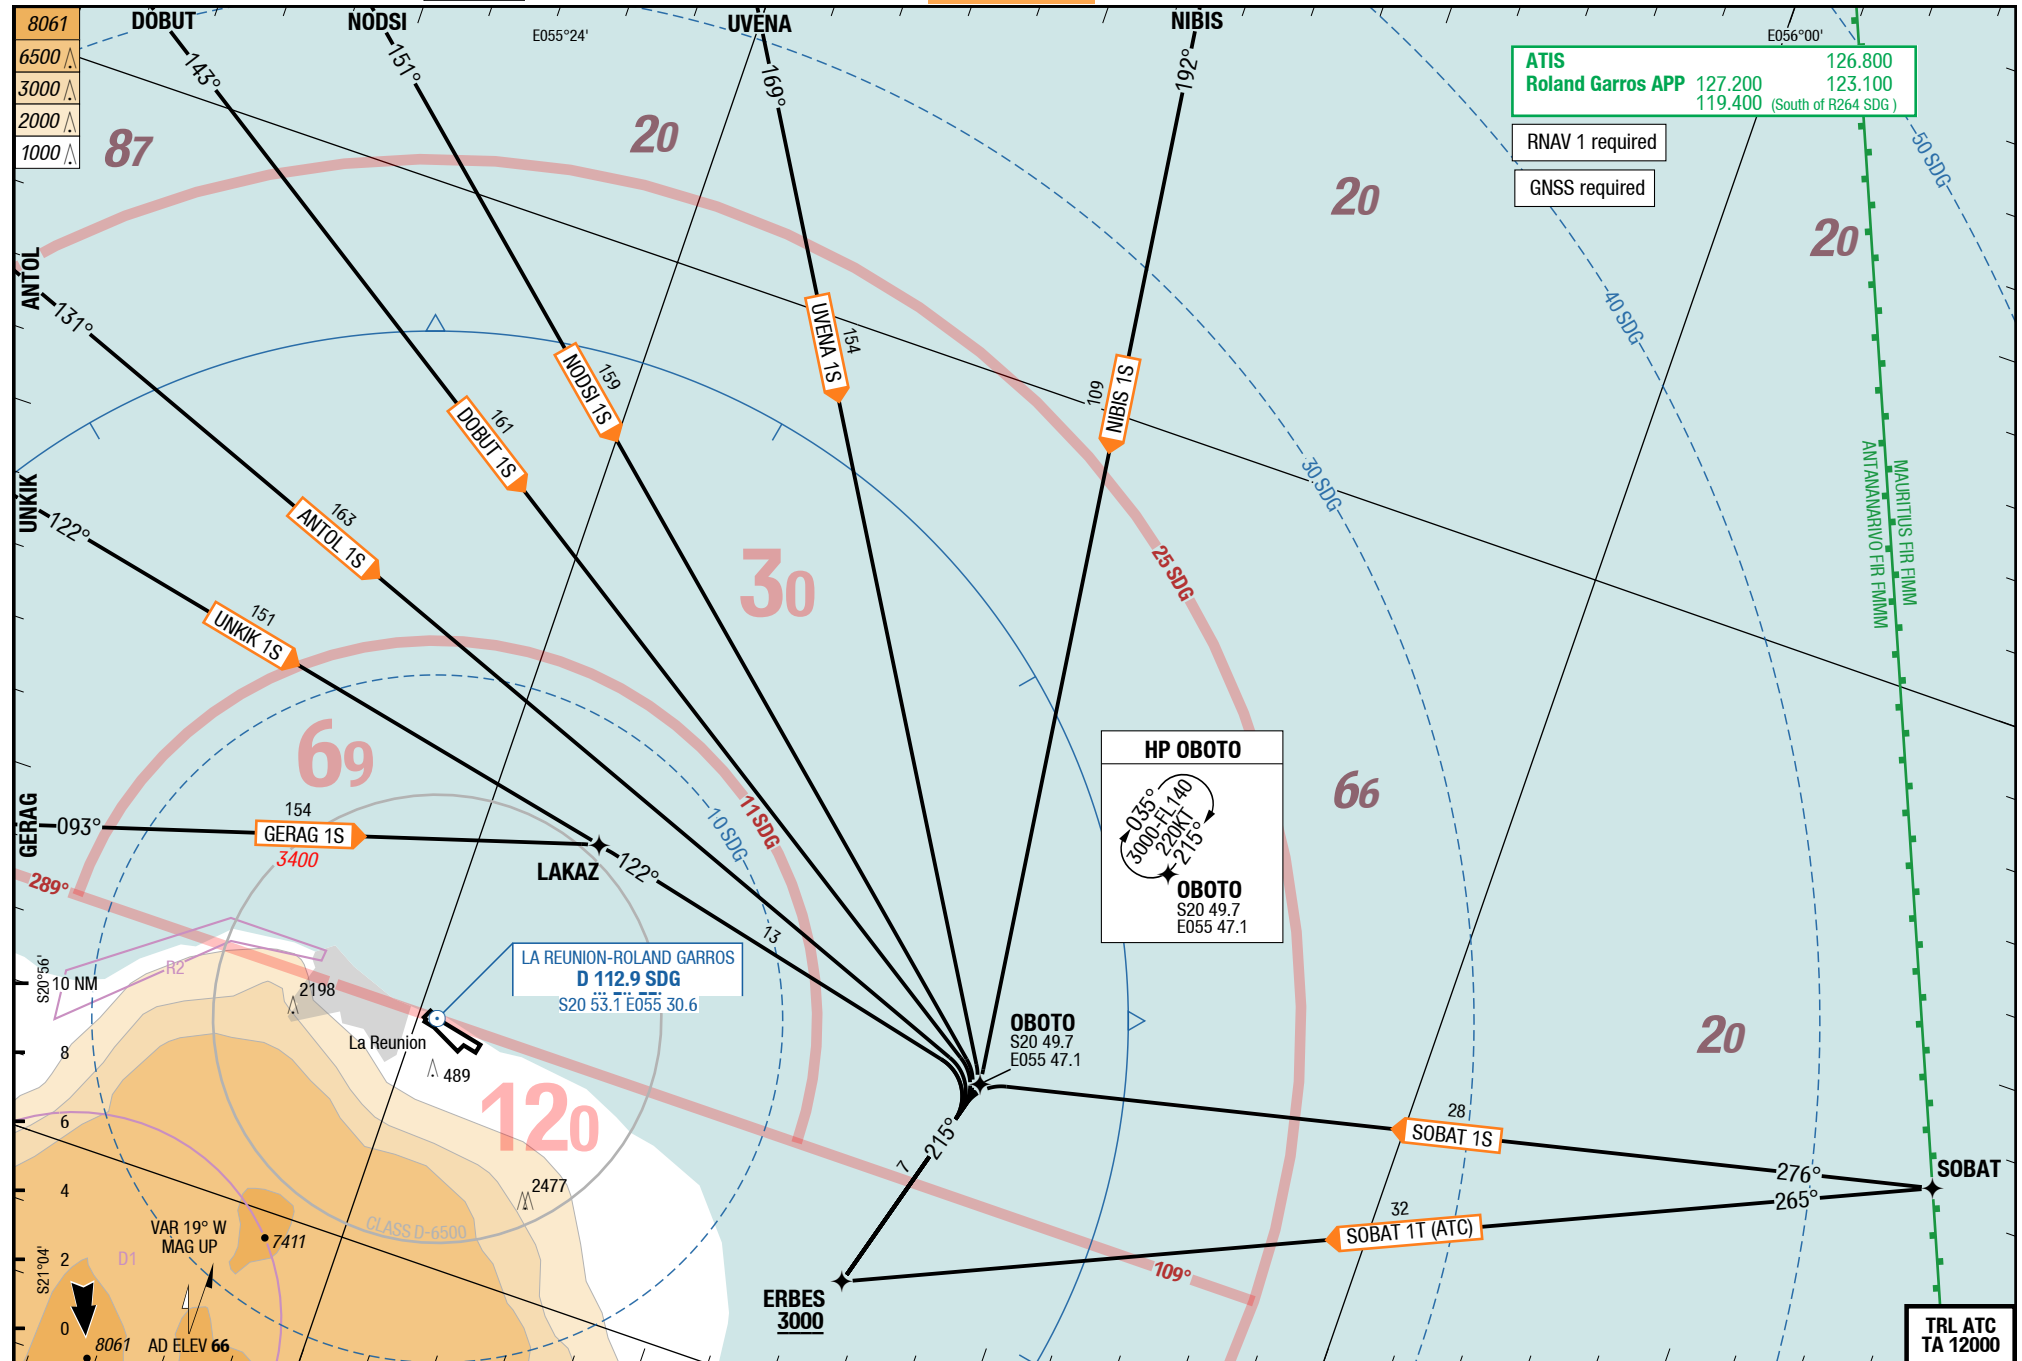 8061
6500
3000
2000
1000
DOBUT
NODSI
E055°24'
UVENA
NIBIS
E056°00'
143°
151°
169°
192°
ATIS 126.800
Roland Garros APP 127.200 123.100
119.400 (South of R264 SDG )
RNAV 1 required
GNSS required
50 SDG
87
20
20
20
ANTOL
131°
UVENA 1S
154
40 SDG
NODSI 1S
159
109
NIBIS 1S
DOBUT 1S
161
UNKIK
122°
ANTOL 1S
163
30 SDG
MAURITIUS FIR FIMM
ANTANANARIVO FIR FMMM
30
25 SDG
151
UNKIK 1S
69
HP OBOTO
035°
3000-FL140
220KT
215°
OBOTO
S20 49.7
E055 47.1
66
GERAG
093°
154
GERAG 1S
3400
LAKAZ
122°
10 SDG
11 SDG
289°
13
R2
S20°56'
10 NM
2198
LA REUNION-ROLAND GARROS
D 112.9 SDG
S20 53.1 E055 30.6
La Reunion
489
OBOTO
S20 49.7
E055 47.1
20
8
6
4
2
0
120
215°
7
28
SOBAT 1S
276°
SOBAT
265°
32
SOBAT 1T (ATC)
2477
CLASS D-6500
VAR 19° W
MAG UP
7411
D1
S21°04'
109°
ERBES
3000
8061
AD ELEV 66
TRL ATC
TA 12000